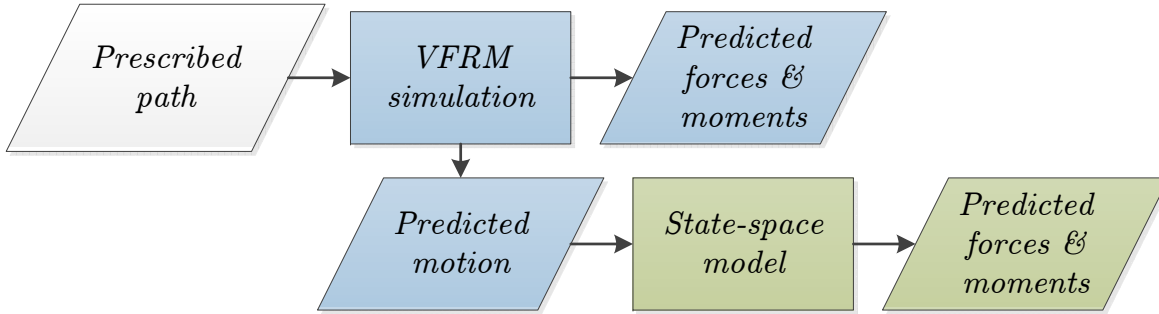 Prescribed
path
VFRM
simulation
Predicted
forces &
moments
Predicted
motion
State-space
model
Predicted
forces &
moments